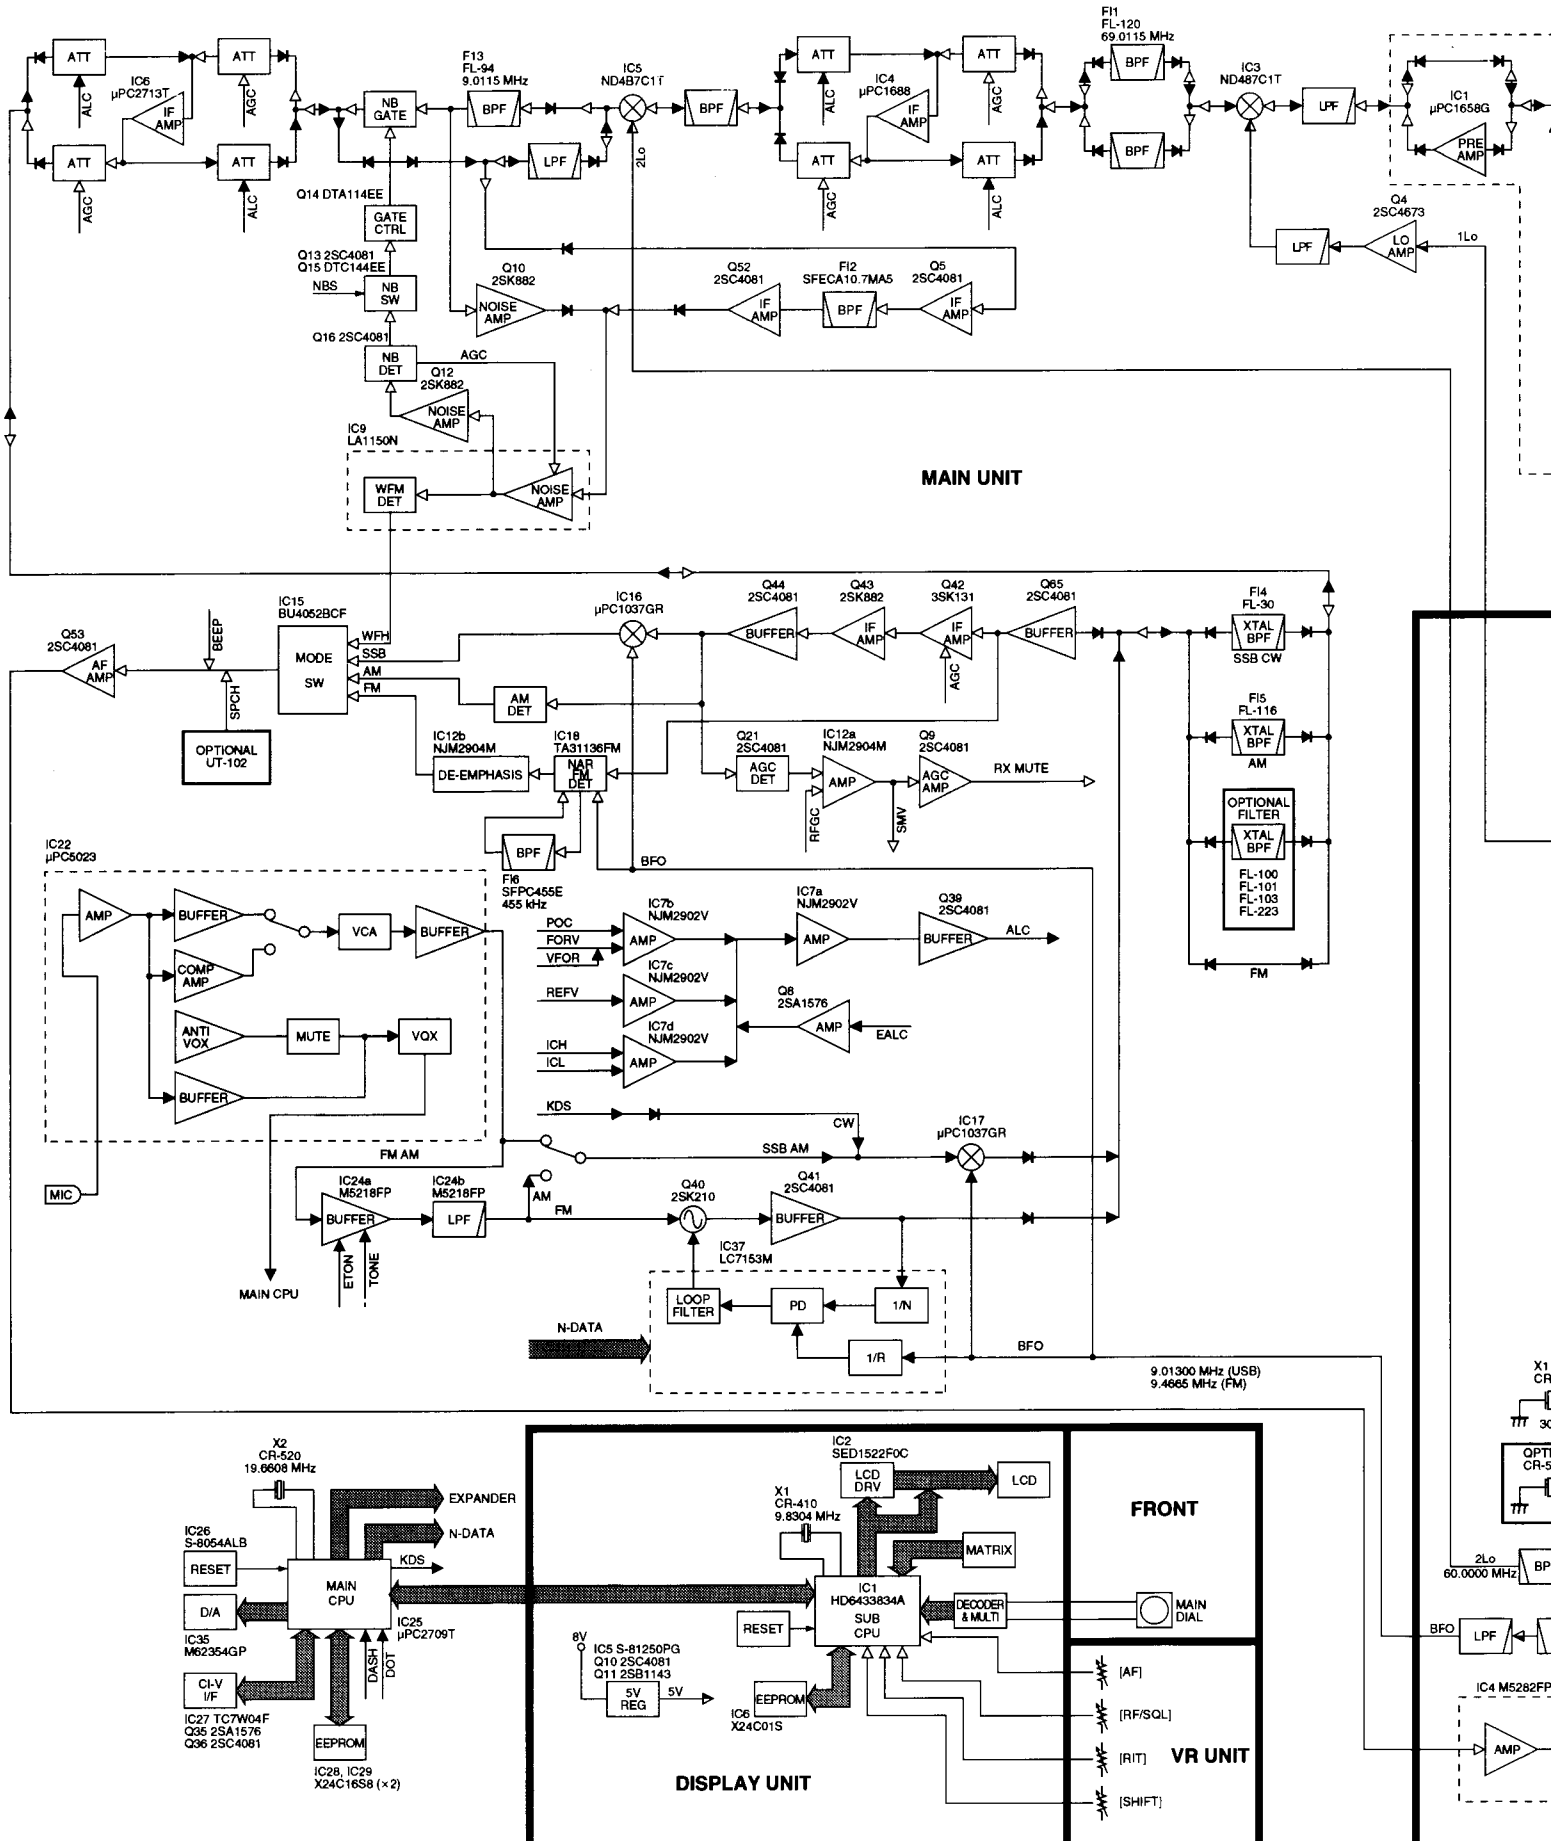 ATT
ALC
IC6
µPC2713T
IF
AMP
ATT
AGC
ATT
AGC
ATT
ALC
NB
GATE
F13
FL-94
9.0115 MHz
BPF
LPF
IC5
ND4B7C1T
2Lo
BPF
ATT
ALC
IC4
µPC1688
IF
AMP
ATT
AGC
ATT
AGC
ATT
ALC
FI1
FL-120
69.0115 MHz
BPF
BPF
IC3
ND487C1T
LPF
IC1
µPC1658G
PRE
AMP
Q4
2SC4673
LO
AMP
LPF
1Lo
Q14 DTA114EE
GATE
CTRL
Q13 2SC4081
Q15 DTC144EE
NBS
NB
SW
Q16 2SC4081
NB
DET
AGC
Q10
2SK882
NOISE
AMP
Q52
2SC4081
IF
AMP
FI2
SFECA10.7MA5
BPF
Q5
2SC4081
IF
AMP
Q12
2SK882
NOISE
AMP
IC9
LA1150N
WFM
DET
NOISE
AMP
MAIN UNIT
Q53
2SC4081
AF
AMP
BEEP
SPCH
OPTIONAL
UT-102
IC15
BU4052BCF
MODE
SW
WFH
SSB
AM
FM
IC16
µPC1037GR
Q44
2SC4081
BUFFER
Q43
2SK882
IF
AMP
Q42
3SK131
IF
AMP
AGC
Q65
2SC4081
BUFFER
FI4
FL-30
XTAL
BPF
SSB CW
FI5
FL-116
XTAL
BPF
AM
OPTIONAL
FILTER
XTAL
BPF
FL-100
FL-101
FL-103
FL-223
FM
AM
DET
IC12b
NJM2904M
DE-EMPHASIS
IC18
TA31136FM
NAR
FM
DET
BPF
FI6
SFPC455E
455 kHz
Q21
2SC4081
AGC
DET
IC12a
NJM2904M
AMP
RFGC
SMV
Q9
2SC4081
AGC
AMP
RX MUTE
BFO
IC22
µPC5023
AMP
BUFFER
COMP
AMP
ANTI
VOX
BUFFER
VCA
BUFFER
MUTE
VOX
MIC
MAIN CPU
POC
FORV
VFOR
IC7b
NJM2902V
AMP
REFV
IC7c
NJM2902V
AMP
ICH
ICL
IC7d
NJM2902V
AMP
IC7a
NJM2902V
AMP
Q39
2SC4081
BUFFER
ALC
Q8
2SA1576
AMP
EALC
KDS
CW
FM AM
SSB AM
IC17
µPC1037GR
IC24a
M5218FP
BUFFER
ETON
TONE
IC24b
M5218FP
LPF
AM
FM
Q40
2SK210
Q41
2SC4081
BUFFER
IC37
LC7153M
LOOP
FILTER
PD
1/N
1/R
N-DATA
BFO
9.01300 MHz (USB)
9.4665 MHz (FM)
X2
CR-520
19.6608 MHz
EXPANDER
N-DATA
KDS
IC26
S-8054ALB
RESET
MAIN
CPU
D/A
IC35
M62354GP
IC25
µPC2709T
DASH
DOT
CI-V
I/F
IC27 TC7W04F
Q35 2SA1576
Q36 2SC4081
EEPROM
IC28, IC29
X24C16S8 (×2)
IC2
SED1522F0C
LCD
DRV
LCD
X1
CR-410
9.8304 MHz
MATRIX
IC1
HD6433834A
SUB
CPU
DECODER
& MULTI
RESET
8V
IC5 S-81250PG
Q10 2SC4081
Q11 2SB1143
5V
REG
5V
EEPROM
IC6
X24C01S
DISPLAY UNIT
FRONT
MAIN
DIAL
[AF]
[RF/SQL]
[RIT]
[SHIFT]
VR UNIT
X1
CR
30
OPTI
CR-5
2Lo
60.0000 MHz
BP
BFO
LPF
IC4 M5282FP
AMP